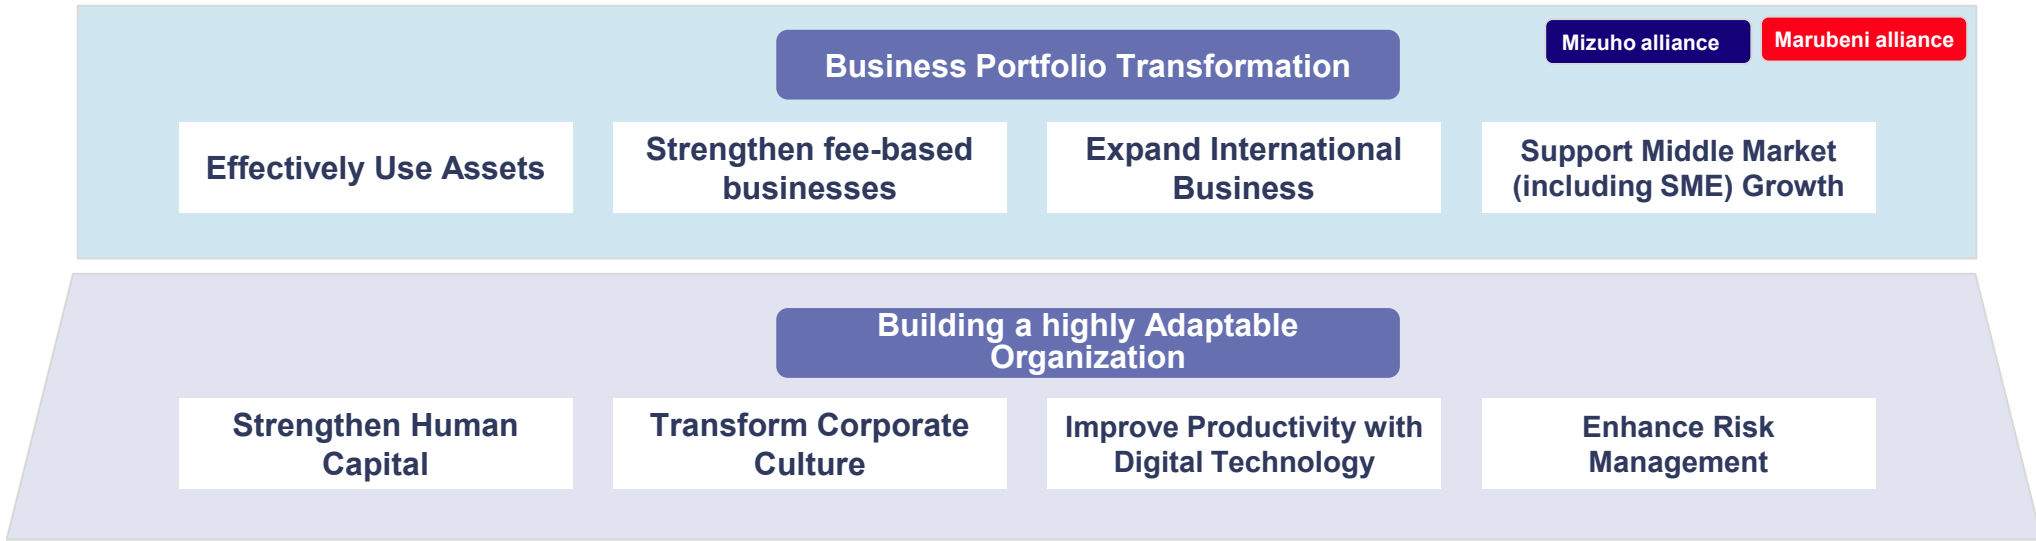 Mizuho alliance
Marubeni alliance
Business Portfolio Transformation
Effectively Use Assets
Strengthen fee-based
businesses
Expand International
Business
Support Middle Market
(including SME) Growth
Building a highly Adaptable
Organization
Strengthen Human
Capital
Transform Corporate
Culture
Improve Productivity with
Digital Technology
Enhance Risk
Management